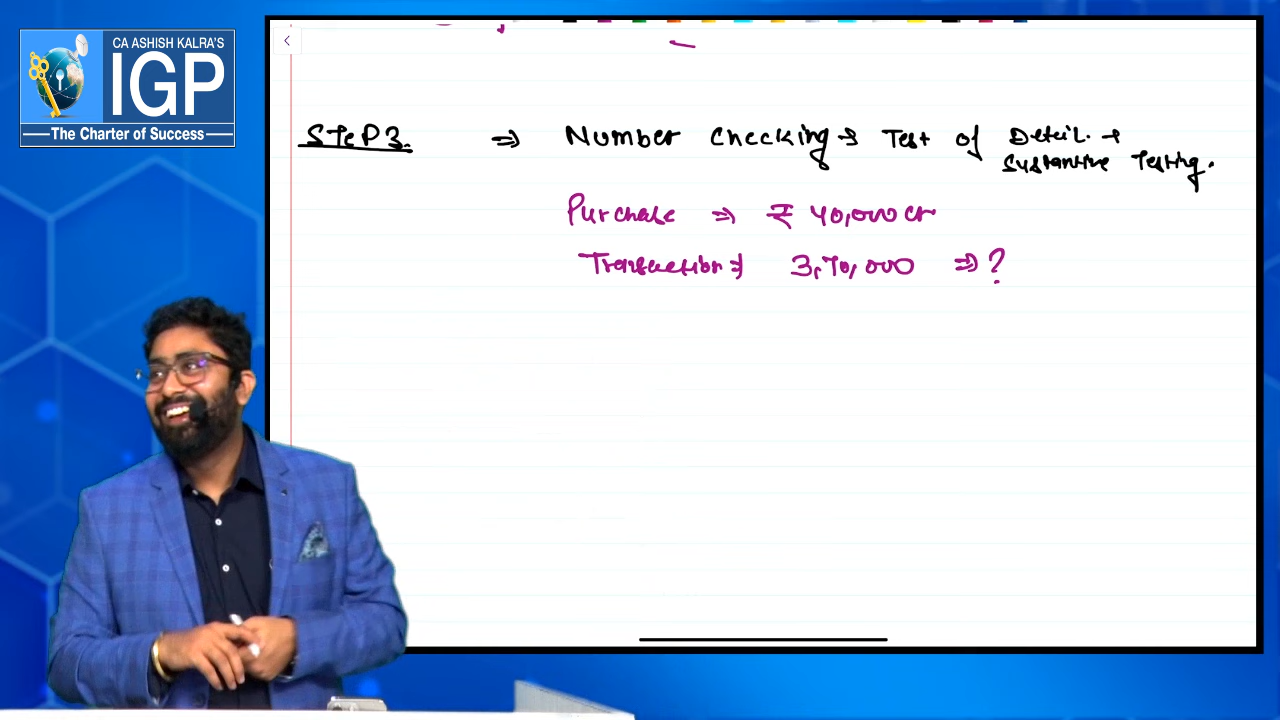 CA ASHISH KALRA'S
IGP
The Charter of Success
STEP 3. ⇒ Number Checking → Test of Detail. →
Systantive Testing.
Purchase ⇒ ₹ 40,000 cr
Transaction ⇒ 3,70,000 ⇒ ?